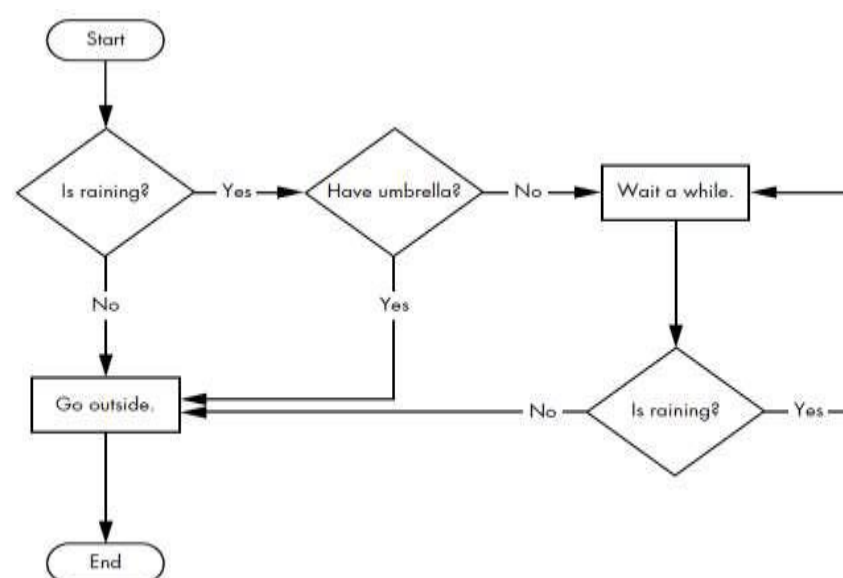 Start
Is raining?
Yes
Have umbrella?
No
Wait a while.
No
Yes
Go outside.
No
Is raining?
Yes
End